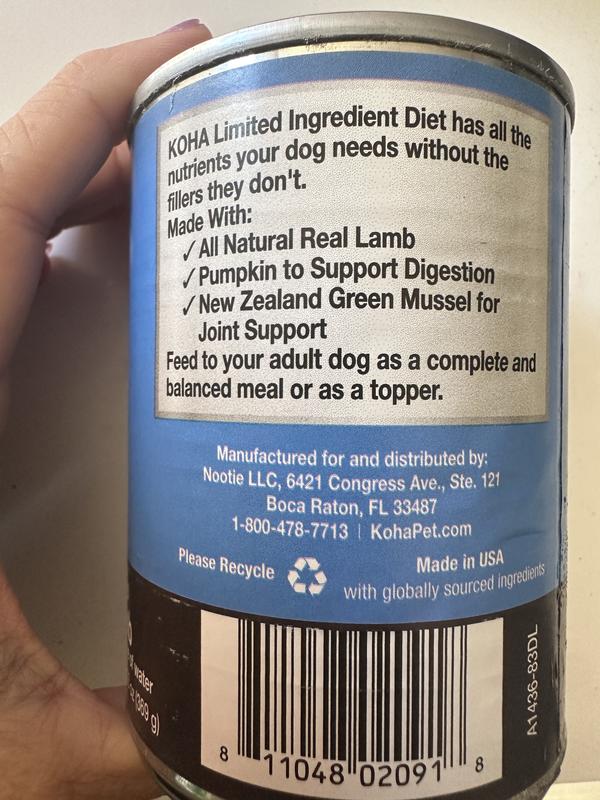 KOHA Limited Ingredient Diet has all the
nutrients your dog needs without the
fillers they don't.
Made With:
✓ All Natural Real Lamb
✓ Pumpkin to Support Digestion
✓ New Zealand Green Mussel for
Joint Support
Feed to your adult dog as a complete and
balanced meal or as a topper.
Manufactured for and distributed by:
Nootie LLC, 6421 Congress Ave., Ste. 121
Boca Raton, FL 33487
1-800-478-7713 | KohaPet.com
Please Recycle
Made in USA
with globally sourced ingredients
water
(369 g)
8 11048 02091 8
A1436-83DL